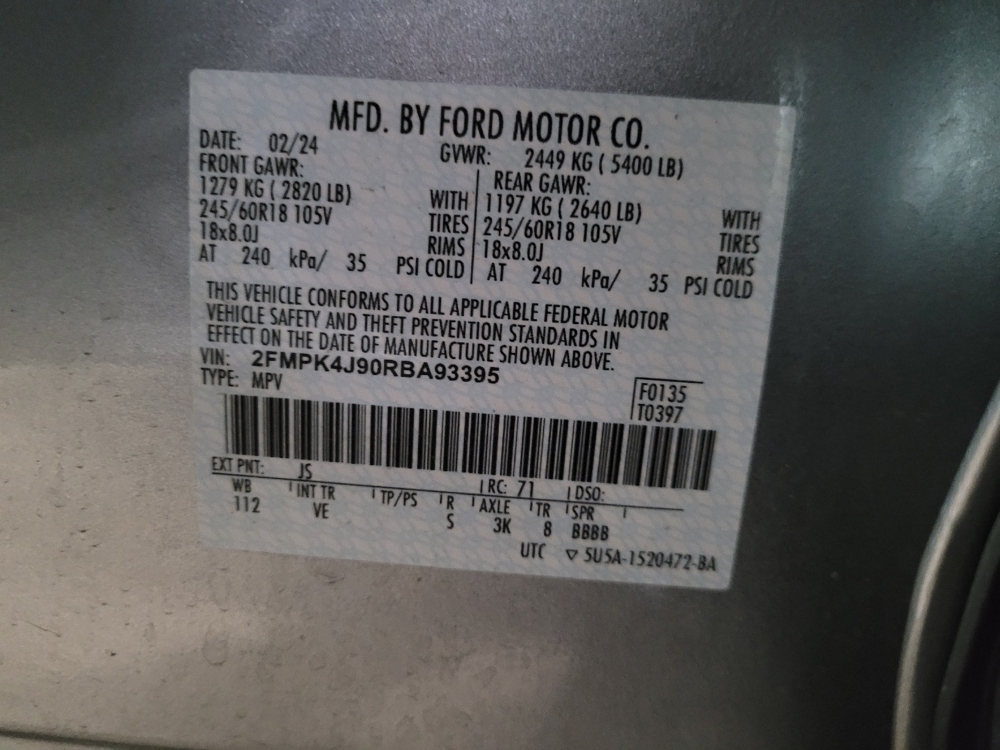 MFD. BY FORD MOTOR CO.
DATE: 02/24 GVWR: 2449 KG ( 5400 LB)
FRONT GAWR: REAR GAWR:
1279 KG ( 2820 LB) WITH 1197 KG ( 2640 LB) WITH
245/60R18 105V TIRES 245/60R18 105V TIRES
18x8.0J RIMS 18x8.0J RIMS
AT 240 kPa/ 35 PSI COLD AT 240 kPa/ 35 PSI COLD
THIS VEHICLE CONFORMS TO ALL APPLICABLE FEDERAL MOTOR
VEHICLE SAFETY AND THEFT PREVENTION STANDARDS IN
EFFECT ON THE DATE OF MANUFACTURE SHOWN ABOVE.
VIN: 2FMPK4J90RBA93395
TYPE: MPV F0135
T0397
EXT PNT: JS RC: 71 DSO:
WB INT TR TP/PS R AXLE TR SPR
112 VE S 3K 8 BBBB
UTC ▽ 5U5A-1520472-BA